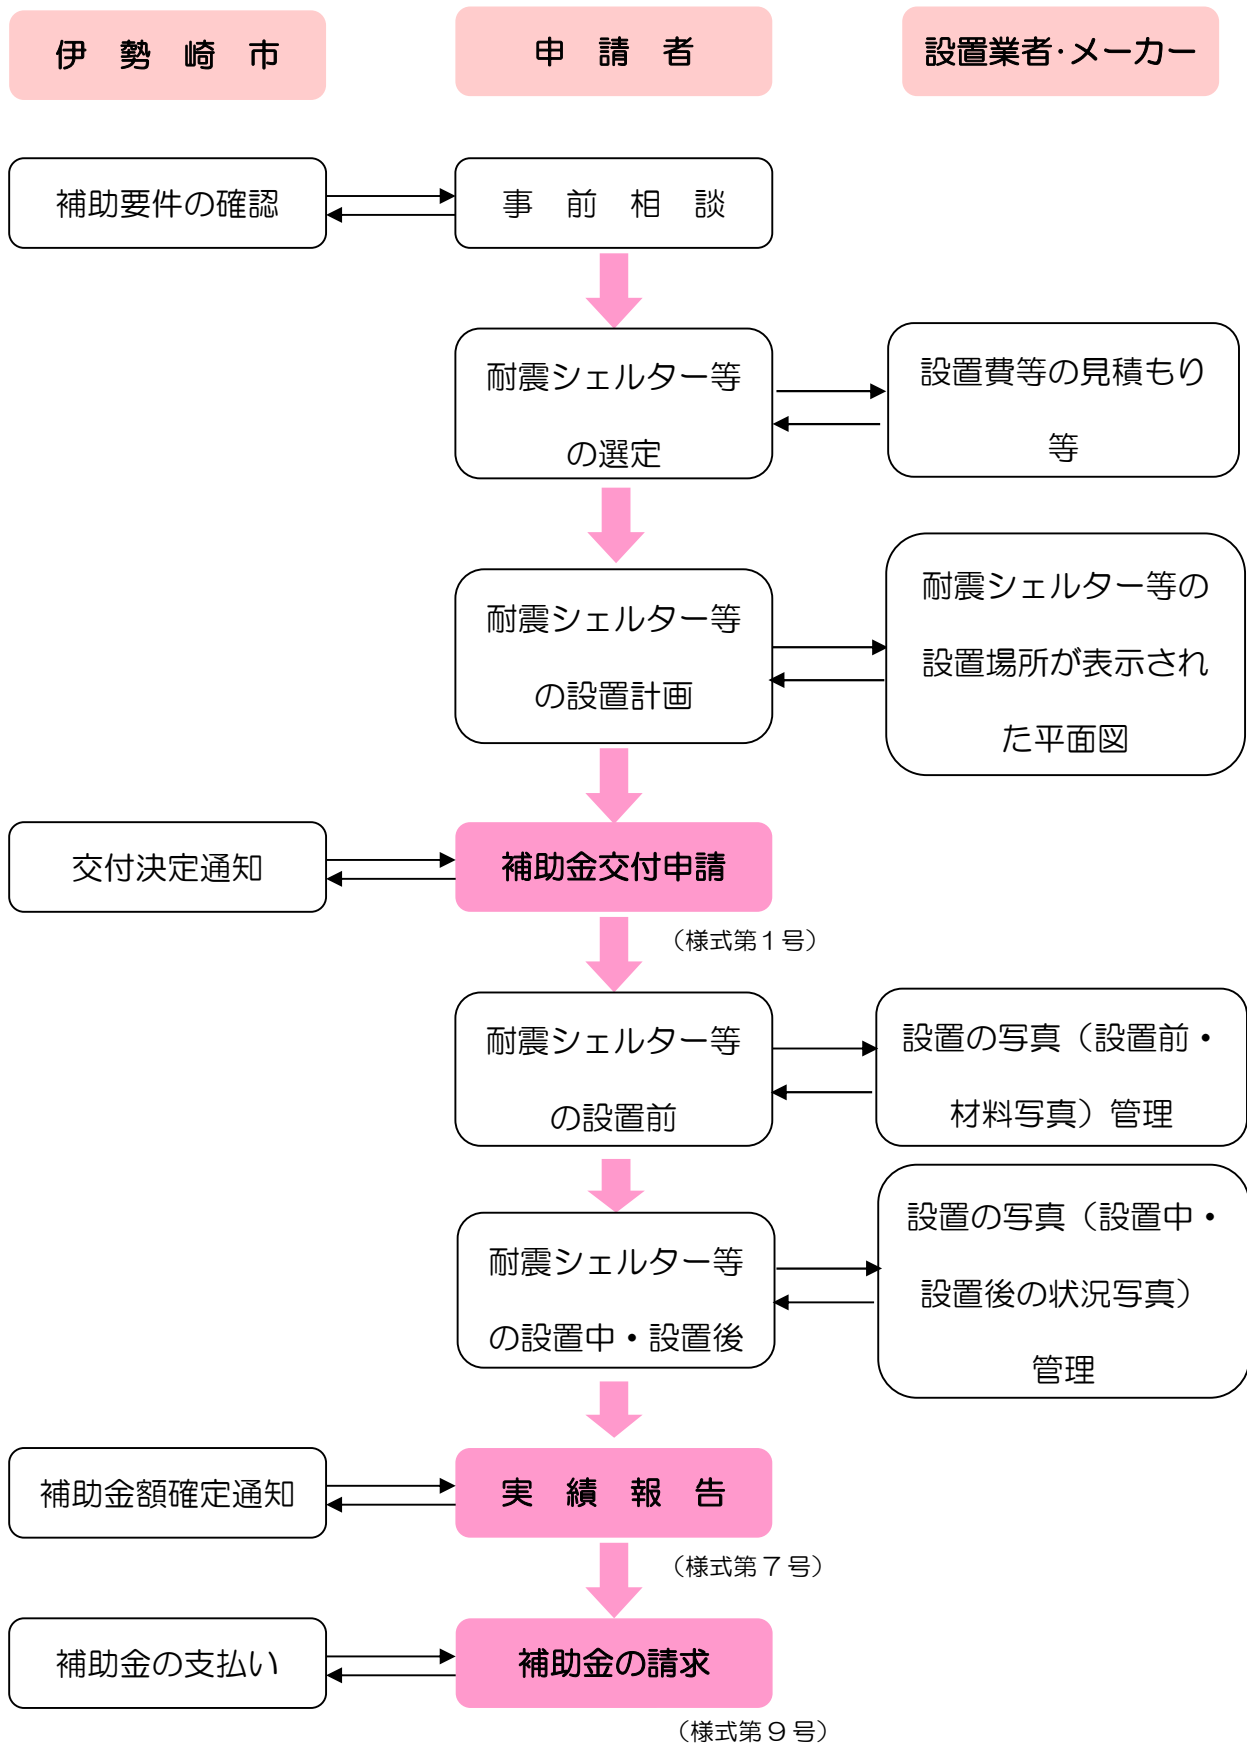 伊　勢　崎　市
申　請　者
設置業者・メーカー
補助要件の確認
事　前　相　談
耐震シェルター等
の選定
設置費等の見積もり
等
耐震シェルター等
の設置計画
耐震シェルター等の
設置場所が表示され
た平面図
交付決定通知
補助金交付申請
（様式第１号）
耐震シェルター等
の設置前
設置の写真（設置前・
材料写真）管理
耐震シェルター等
の設置中・設置後
設置の写真（設置中・
設置後の状況写真）
管理
補助金額確定通知
実　績　報　告
（様式第７号）
補助金の支払い
補助金の請求
（様式第９号）